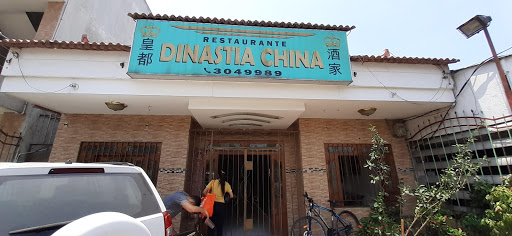 RESTAURANTE
皇都 DINASTIA CHINA 酒家
3049989